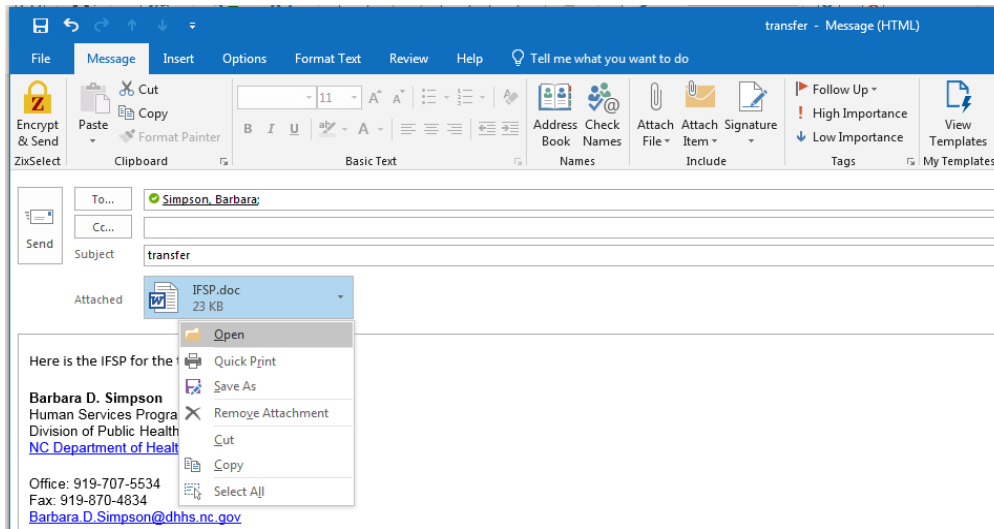 transfer - Message (HTML)
File Message Insert Options Format Text Review Help Tell me what you want to do
Z
Encrypt & Send
ZixSelect
Paste
Cut
Copy
Format Painter
Clipboard
11 A A
B I U aby A
Basic Text
Address Book
Check Names
Names
Attach File
Attach Item
Signature
Include
Follow Up
High Importance
Low Importance
Tags
View Templates
My Templates
Send
To... Simpson, Barbara;
Cc...
Subject transfer
Attached IFSP.doc
23 KB
Open
Quick Print
Save As
Remove Attachment
Cut
Copy
Select All
Here is the IFSP for the
Barbara D. Simpson
Human Services Progra
Division of Public Health
NC Department of Healt
Office: 919-707-5534
Fax: 919-870-4834
Barbara.D.Simpson@dhhs.nc.gov